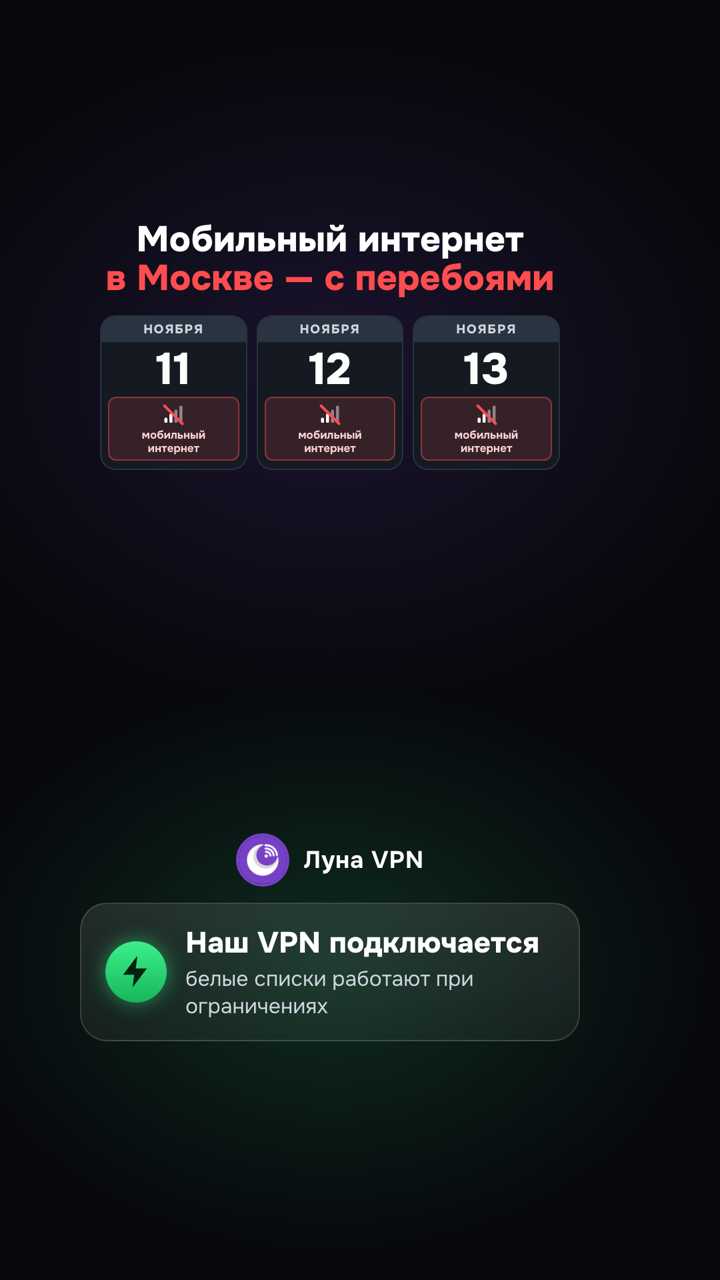 Мобильный интернет
в Москве — с перебоями
НОЯБРЯ
11
мобильный
интернет
НОЯБРЯ
12
мобильный
интернет
НОЯБРЯ
13
мобильный
интернет
Луна VPN
Наш VPN подключается
белые списки работают при
ограничениях